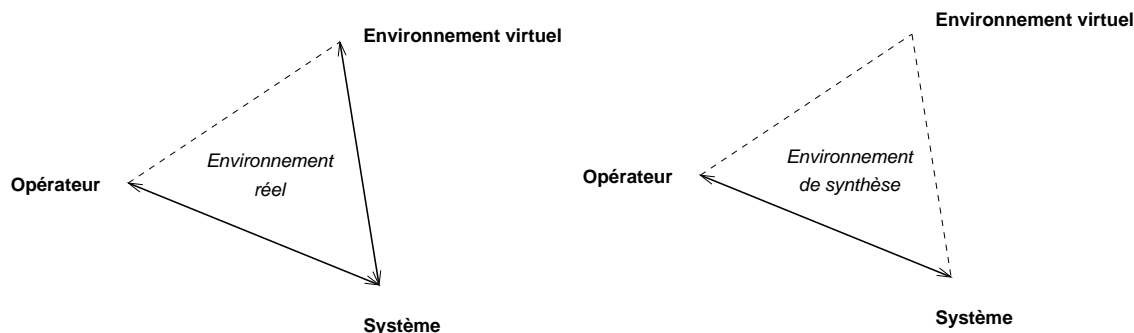 Environnement virtuel
Environnement
réel
Opérateur
Système
Environnement virtuel
Environnement
de synthèse
Opérateur
Système